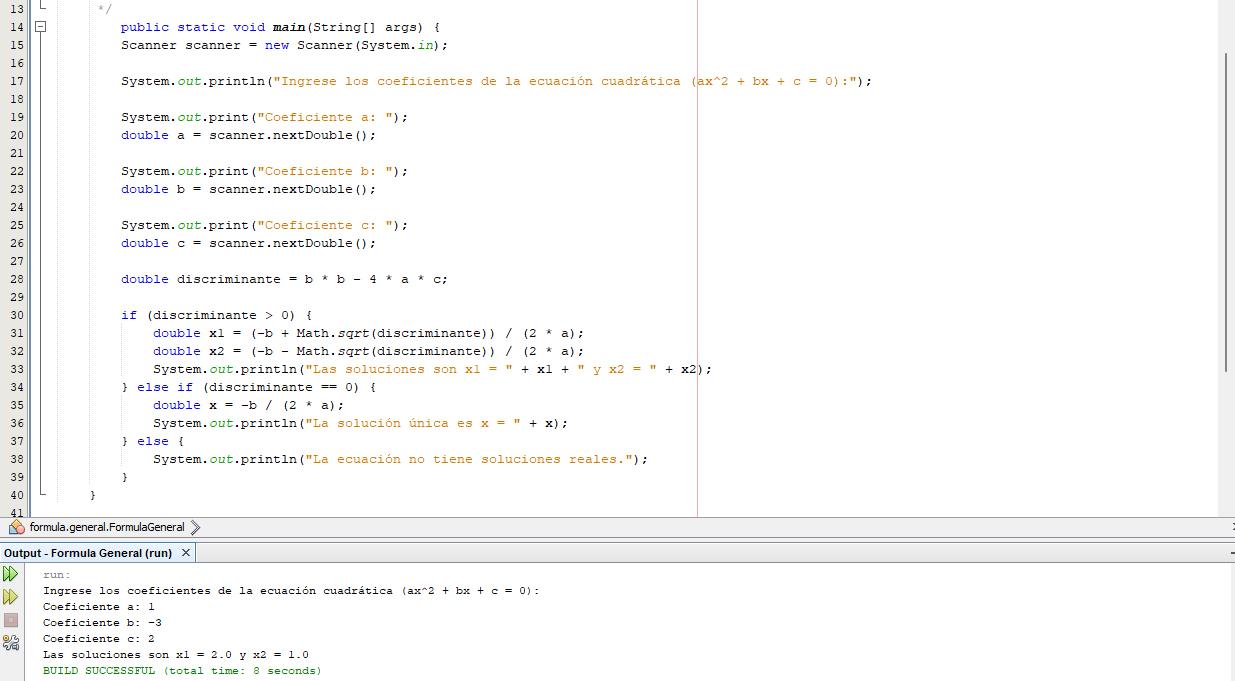 13 */
14 public static void main(String[] args) {
15 Scanner scanner = new Scanner(System.in);
16
17 System.out.println("Ingrese los coeficientes de la ecuación cuadrática (ax^2 + bx + c = 0):");
18
19 System.out.print("Coeficiente a: ");
20 double a = scanner.nextDouble();
21
22 System.out.print("Coeficiente b: ");
23 double b = scanner.nextDouble();
24
25 System.out.print("Coeficiente c: ");
26 double c = scanner.nextDouble();
27
28 double discriminante = b * b - 4 * a * c;
29
30 if (discriminante > 0) {
31 double x1 = (-b + Math.sqrt(discriminante)) / (2 * a);
32 double x2 = (-b - Math.sqrt(discriminante)) / (2 * a);
33 System.out.println("Las soluciones son x1 = " + x1 + " y x2 = " + x2);
34 } else if (discriminante == 0) {
35 double x = -b / (2 * a);
36 System.out.println("La solución única es x = " + x);
37 } else {
38 System.out.println("La ecuación no tiene soluciones reales.");
39 }
40 }
41
formula.general.FormulaGeneral
Output - Formula General (run)
run:
Ingrese los coeficientes de la ecuación cuadrática (ax^2 + bx + c = 0):
Coeficiente a: 1
Coeficiente b: -3
Coeficiente c: 2
Las soluciones son x1 = 2.0 y x2 = 1.0
BUILD SUCCESSFUL (total time: 8 seconds)